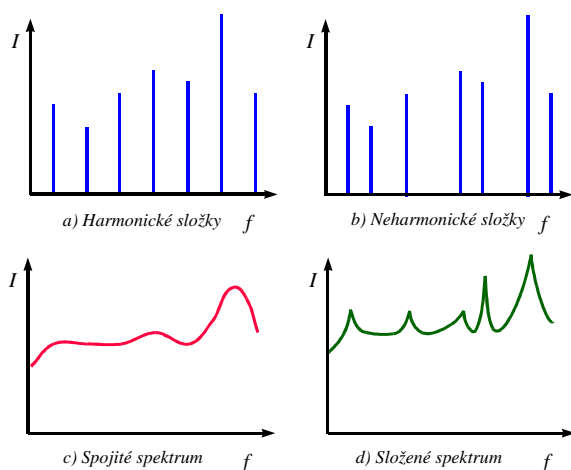 I
I
a) Harmonické složky f
b) Neharmonické složky f
I
I
c) Spojité spektrum f
d) Složené spektrum f